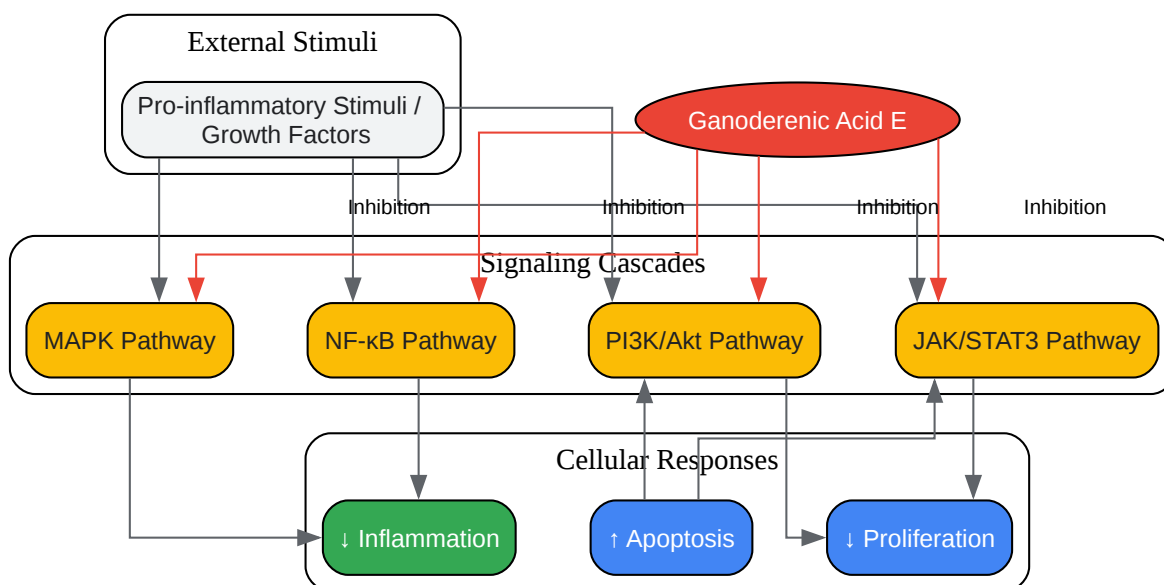 External Stimuli
Pro-inflammatory Stimuli /
Growth Factors
Ganoderenic Acid E
Inhibition
Inhibition
Inhibition
Inhibition
Signaling Cascades
MAPK Pathway
NF-κB Pathway
PI3K/Akt Pathway
JAK/STAT3 Pathway
Cellular Responses
↓ Inflammation
↑ Apoptosis
↓ Proliferation